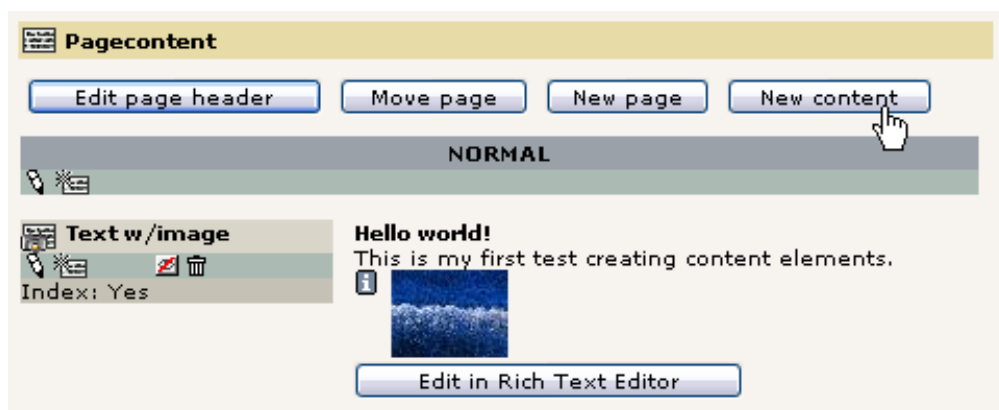 Pagecontent
Edit page header Move page New page New content
NORMAL
Text w/image
Index: Yes
Hello world!
This is my first test creating content elements.
Edit in Rich Text Editor